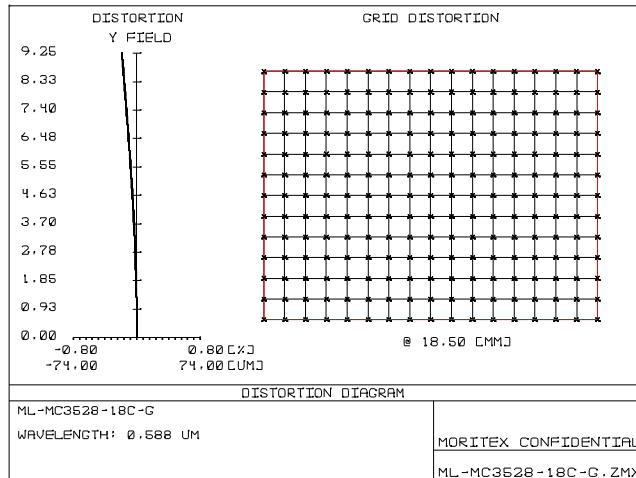 DISTORTION
Y FIELD
GRID DISTORTION
9.25
8.33
7.40
6.48
5.55
4.63
3.70
2.78
1.85
0.93
0.00
-0.80
0.80[%]
-74.00
74.00[UM]
@ 18.50 [MM]
DISTORTION DIAGRAM
ML-MC3528-18C-G
WAVELENGTH: 0.588 UM
MORITEX CONFIDENTIAL
ML-MC3528-18C-G.ZMX